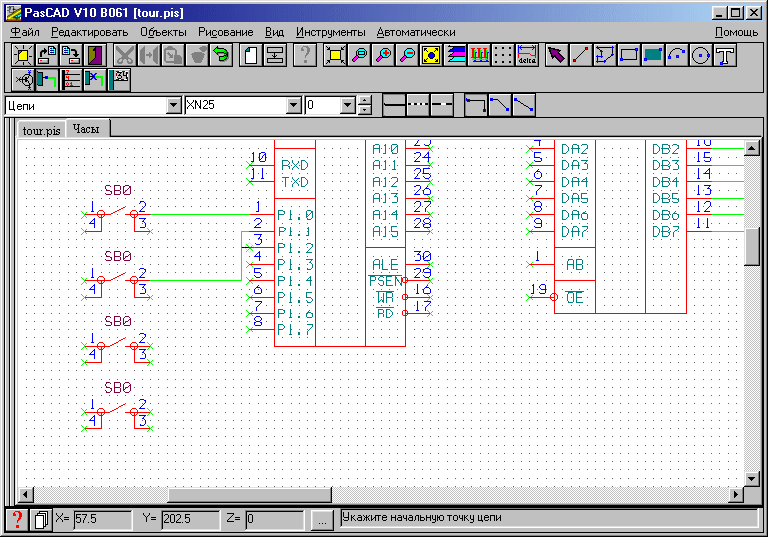 PasCAD V10 B061 [tour.pis]
Файл Редактировать Объекты Рисование Вид Инструменты Автоматически Помощь
delta
Цепи XN25 0
tour.pis Часы
10 RXD
11 TXD
1 P1.0
2 P1.1
3 P1.2
4 P1.3
5 P1.4
6 P1.5
7 P1.6
8 P1.7
A10
A11 24
A12 25
A13 26
A14 27
A15 28
ALE 30
PSEN 29
WR 16
RD 17
DA2
5 DA3
6 DA4
7 DA5
8 DA6
9 DA7
1 AB
19 OE
DB2
DB3 15
DB4 14
DB5 13
DB6 12
DB7 11
SB0
1 2
4 3
SB0
1 2
4 3
SB0
1 2
4 3
SB0
1 2
4 3
X= 57.5 Y= 202.5 Z= 0 ... Укажите начальную точку цепи